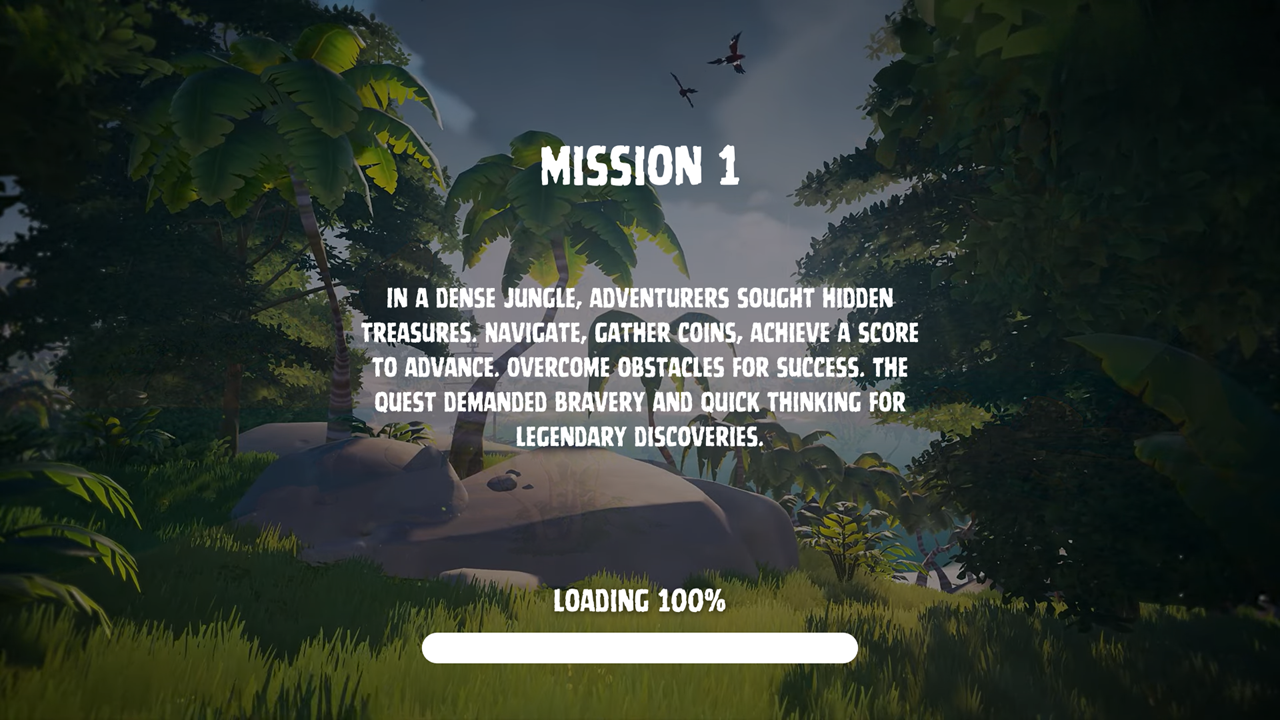 MISSION 1
IN A DENSE JUNGLE, ADVENTURERS SOUGHT HIDDEN
TREASURES. NAVIGATE, GATHER COINS, ACHIEVE A SCORE
TO ADVANCE. OVERCOME OBSTACLES FOR SUCCESS. THE
QUEST DEMANDED BRAVERY AND QUICK THINKING FOR
LEGENDARY DISCOVERIES.
LOADING 100%